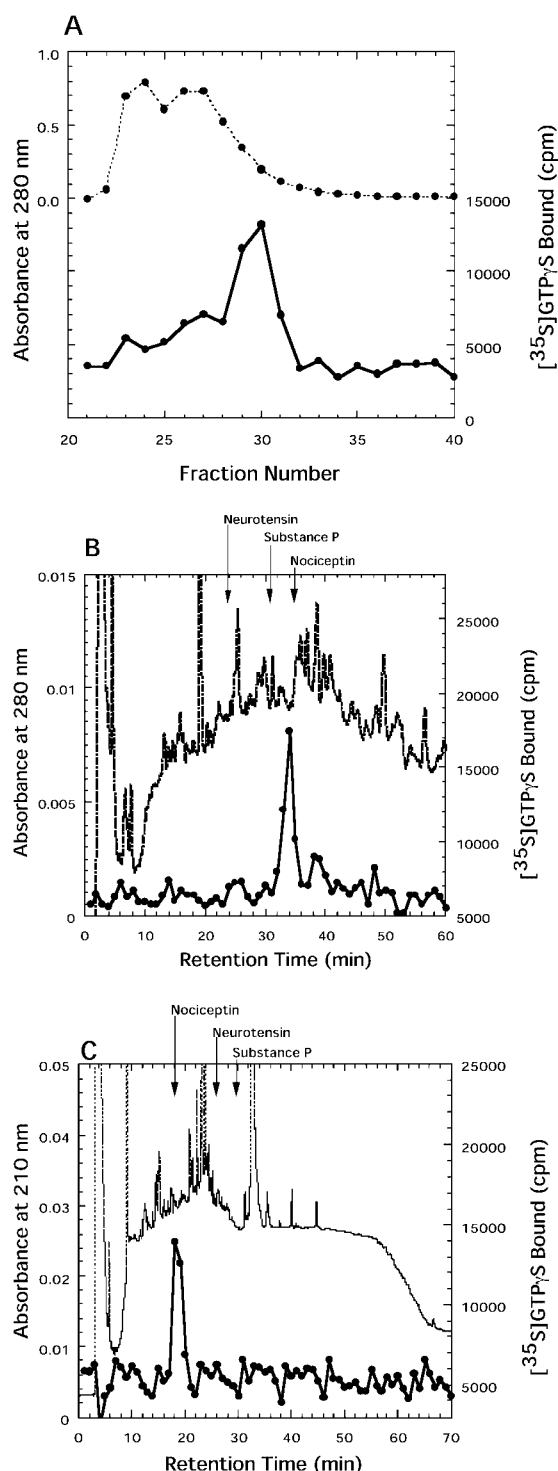 A
1.0
0.5
0.0
15000
10000
5000
0
20 25 30 35 40
Absorbance at 280 nm
[35S]GTPγS Bound (cpm)
Fraction Number
B
Neurotensin
Substance P
Nociceptin
0.015
0.01
0.005
0
25000
20000
15000
10000
5000
0 10 20 30 40 50 60
Absorbance at 280 nm
[35S]GTPγS Bound (cpm)
Retention Time (min)
C
Nociceptin
Neurotensin
Substance P
0.05
0.04
0.03
0.02
0.01
0
25000
20000
15000
10000
5000
0 10 20 30 40 50 60 70
Absorbance at 210 nm
[35S]GTPγS Bound (cpm)
Retention Time (min)